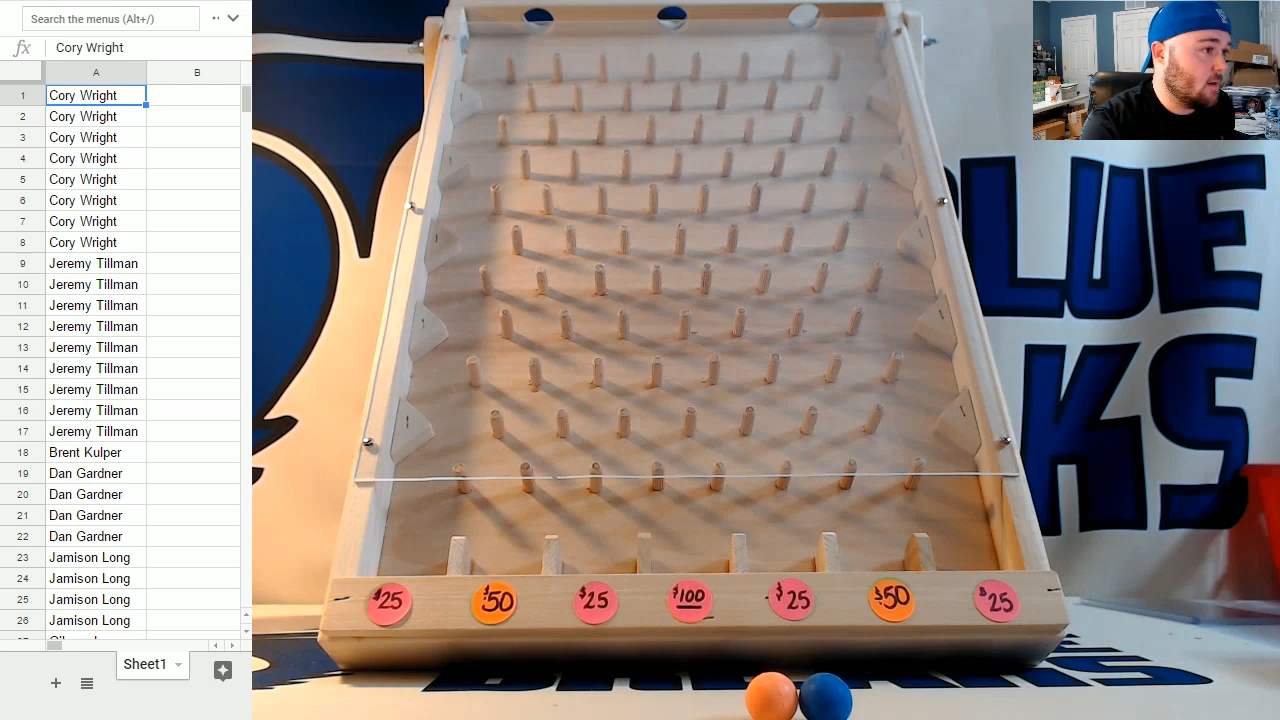 Search the menus (Alt+/)
fx Cory Wright
A B
1 Cory Wright
2 Cory Wright
3 Cory Wright
4 Cory Wright
5 Cory Wright
6 Cory Wright
7 Cory Wright
8 Cory Wright
9 Jeremy Tillman
10 Jeremy Tillman
11 Jeremy Tillman
12 Jeremy Tillman
13 Jeremy Tillman
14 Jeremy Tillman
15 Jeremy Tillman
16 Jeremy Tillman
17 Jeremy Tillman
18 Brent Kulper
19 Dan Gardner
20 Dan Gardner
21 Dan Gardner
22 Dan Gardner
23 Jamison Long
24 Jamison Long
25 Jamison Long
26 Jamison Long
Sheet1
LUE
KS
$25 $50 $25 $100 $25 $50 $25